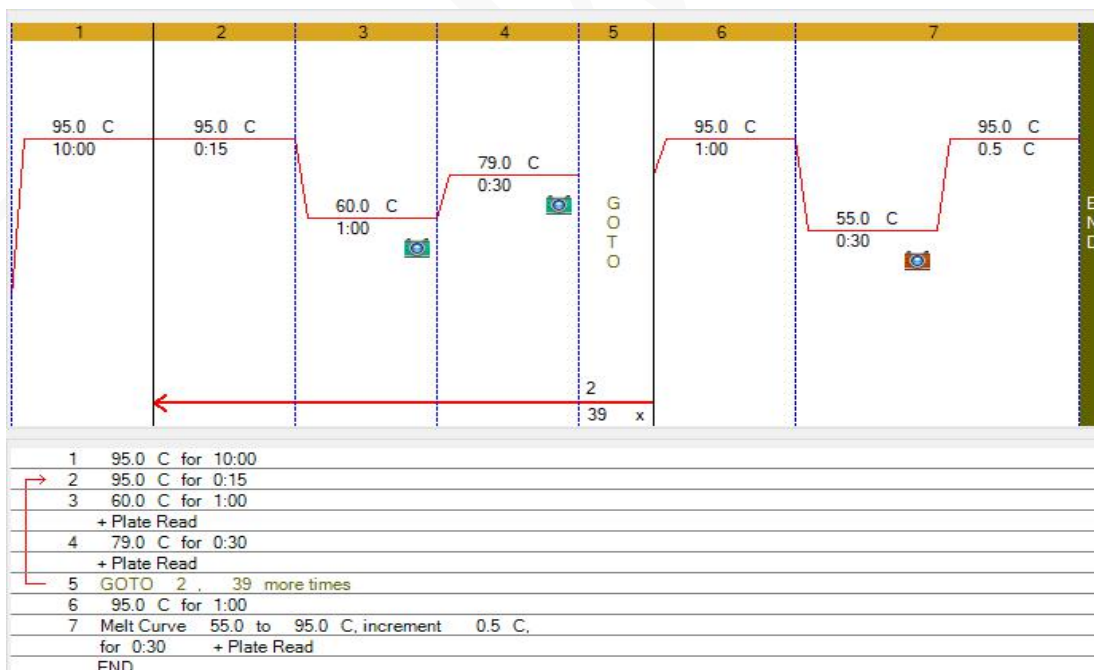 1 2 3 4 5 6 7
95.0 C
10:00
95.0 C
0:15
60.0 C
1:00
79.0 C
0:30
GOTO
2
39 x
95.0 C
1:00
55.0 C
0:30
95.0 C
0.5 C
END
1 95.0 C for 10:00
2 95.0 C for 0:15
3 60.0 C for 1:00
+ Plate Read
4 79.0 C for 0:30
+ Plate Read
5 GOTO 2 , 39 more times
6 95.0 C for 1:00
7 Melt Curve 55.0 to 95.0 C, increment 0.5 C,
for 0:30 + Plate Read
END